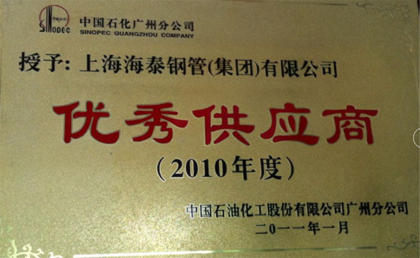 SINOPEC
中国石化广州分公司
SINOPEC GUANGZHOU COMPANY
授予:上海海泰钢管(集团)有限公司
优秀供应商
(2010年度)
中国石油化工股份有限公司广州分公司
二〇一一年一月